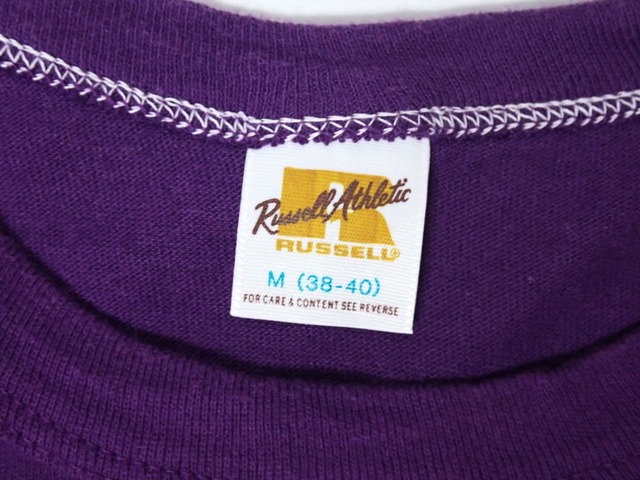 Russell Athletic
RUSSELL®
M (38-40)
FOR CARE & CONTENT SEE REVERSE